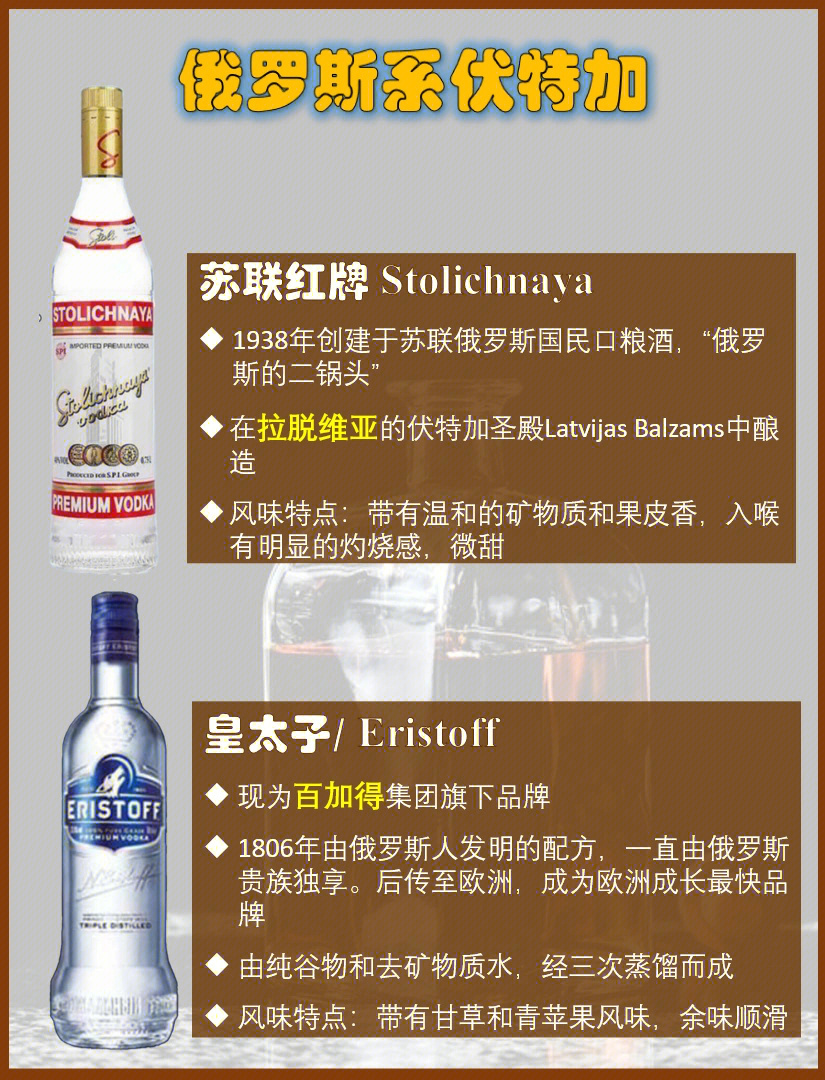 俄罗斯系伏特加
Stoli
STOLICHNAYA
SPI
IMPORTED PREMIUM VODKA
Stolichnaya
vodka
PRODUCED FOR S.P.I. GROUP
PREMIUM VODKA
苏联红牌 Stolichnaya
◆ 1938年创建于苏联俄罗斯国民口粮酒，“俄罗
斯的二锅头”
◆ 在拉脱维亚的伏特加圣殿Latvijas Balzams中酿
造
◆ 风味特点：带有温和的矿物质和果皮香，入喉
有明显的灼烧感，微甜
ERISTOFF
PREMIUM VODKA
TRIPLE DISTILLED
皇太子/ Eristoff
◆ 现为百加得集团旗下品牌
◆ 1806年由俄罗斯人发明的配方，一直由俄罗斯
贵族独享。后传至欧洲，成为欧洲成长最快品
牌
◆ 由纯谷物和去矿物质水，经三次蒸馏而成
◆ 风味特点：带有甘草和青苹果风味，余味顺滑